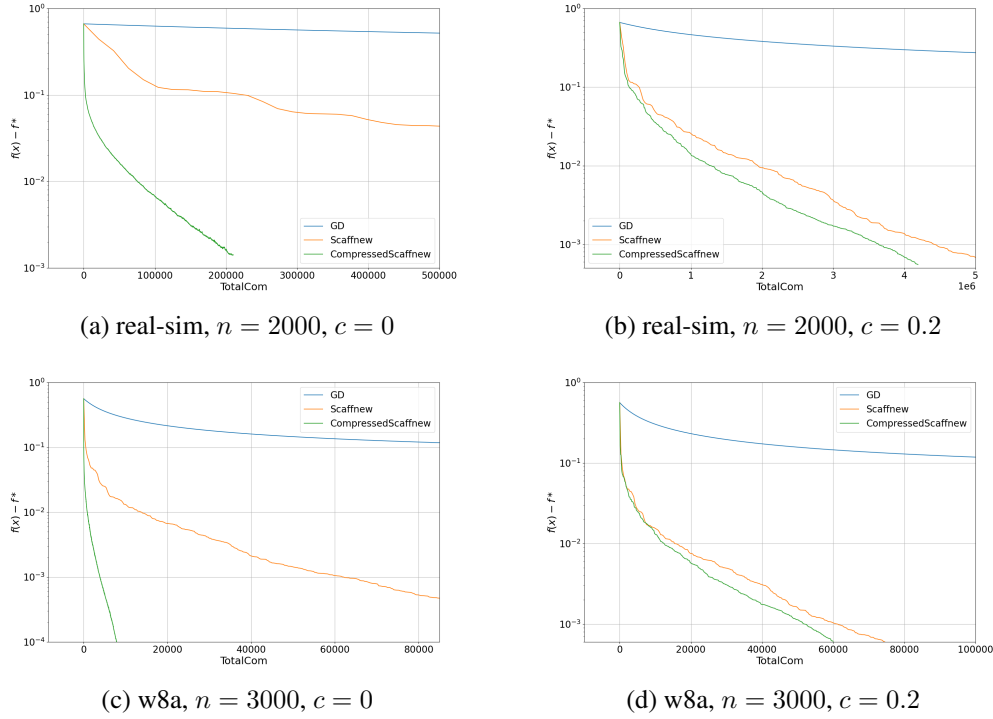 10^0
10^-1
10^-2
10^-3
f(x) − f*
0 100000 200000 300000 400000 500000
TotalCom
GD
Scaffnew
CompressedScaffnew
(a) real-sim, n = 2000, c = 0
10^0
10^-1
10^-2
10^-3
f(x) − f*
0 1 2 3 4 5
TotalCom
1e6
GD
Scaffnew
CompressedScaffnew
(b) real-sim, n = 2000, c = 0.2
10^0
10^-1
10^-2
10^-3
10^-4
f(x) − f*
0 20000 40000 60000 80000
TotalCom
GD
Scaffnew
CompressedScaffnew
(c) w8a, n = 3000, c = 0
10^0
10^-1
10^-2
10^-3
f(x) − f*
0 20000 40000 60000 80000 100000
TotalCom
GD
Scaffnew
CompressedScaffnew
(d) w8a, n = 3000, c = 0.2